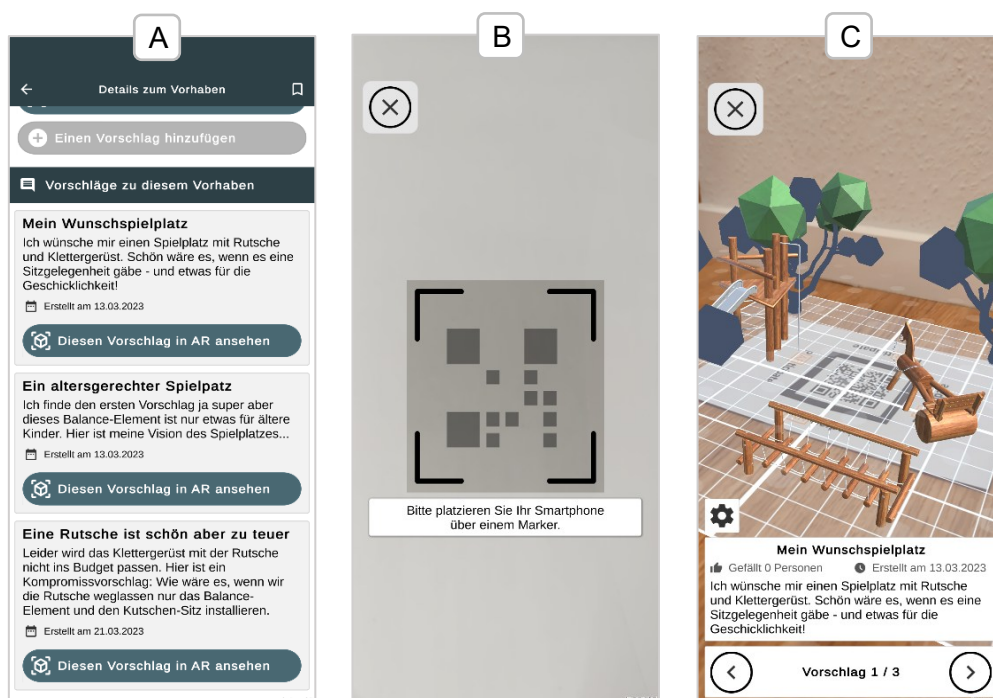 A
Details zum Vorhaben
Einen Vorschlag hinzufügen
Vorschläge zu diesem Vorhaben
Mein Wunschspielplatz
Ich wünsche mir einen Spielplatz mit Rutsche
und Klettergerüst. Schön wäre es, wenn es eine
Sitzgelegenheit gäbe - und etwas für die
Geschicklichkeit!
Erstellt am 13.03.2023
Diesen Vorschlag in AR ansehen
Ein altersgerechter Spielpatz
Ich finde den ersten Vorschlag ja super aber
dieses Balance-Element ist nur etwas für ältere
Kinder. Hier ist meine Vision des Spielplatzes...
Erstellt am 13.03.2023
Diesen Vorschlag in AR ansehen
Eine Rutsche ist schön aber zu teuer
Leider wird das Klettergerüst mit der Rutsche
nicht ins Budget passen. Hier ist ein
Kompromissvorschlag: Wie wäre es, wenn wir
die Rutsche weglassen nur das Balance-
Element und den Kutschen-Sitz installieren.
Erstellt am 21.03.2023
Diesen Vorschlag in AR ansehen
B
Bitte platzieren Sie Ihr Smartphone
über einem Marker.
C
Mein Wunschspielplatz
Gefällt 0 Personen
Erstellt am 13.03.2023
Ich wünsche mir einen Spielplatz mit Rutsche
und Klettergerüst. Schön wäre es, wenn es eine
Sitzgelegenheit gäbe - und etwas für die
Geschicklichkeit!
Vorschlag 1 / 3